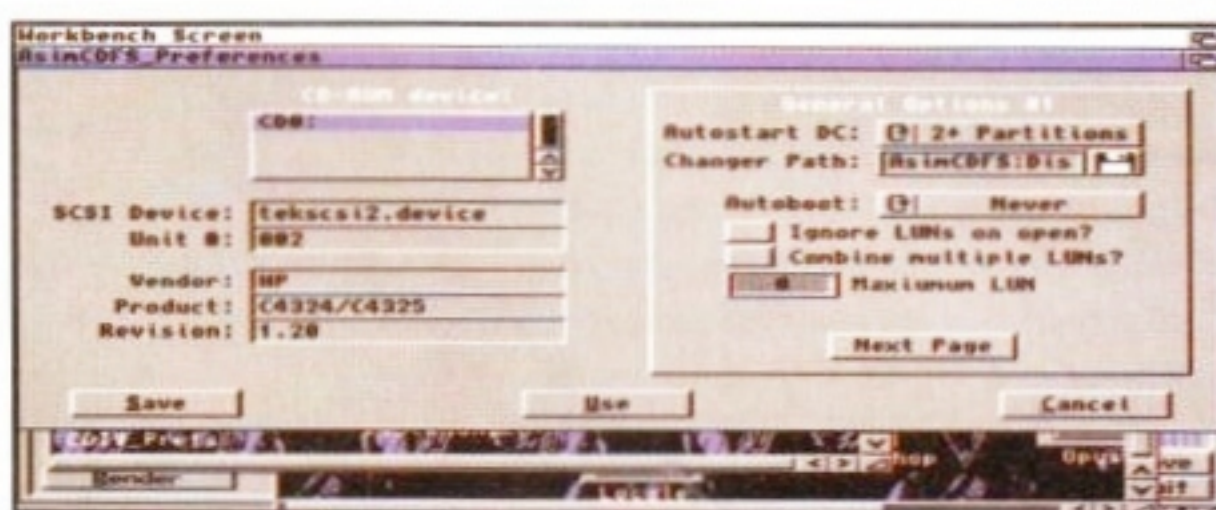 Workbench Screen
AsimCDFS_Preferences
CD-ROM device:
CD0:
SCSI Device: tekscsi2.device
Unit #: 002
Vendor: HP
Product: C4324/C4325
Revision: 1.20
General Options #1
Autostart DC: 2+ Partitions
Changer Path: AsimCDFS:Dis
Autoboot: Never
Ignore LUNs on open?
Combine multiple LUNs?
0 Maxiumum LUN
Next Page
Save
Use
Cancel
Render